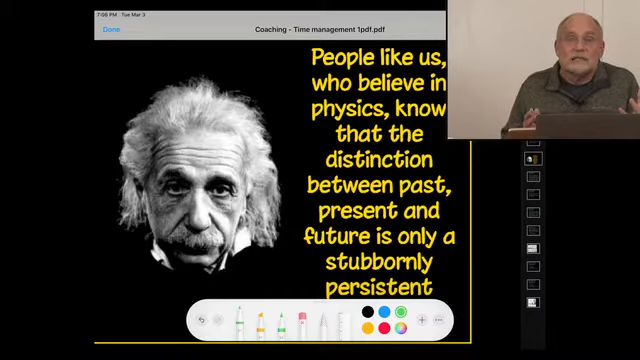 7:06 PM Tue Mar 3
Done
Coaching - Time management 1pdf.pdf
People like us,
who believe in
physics, know
that the
distinction
between past,
present and
future is only a
stubbornly
persistent